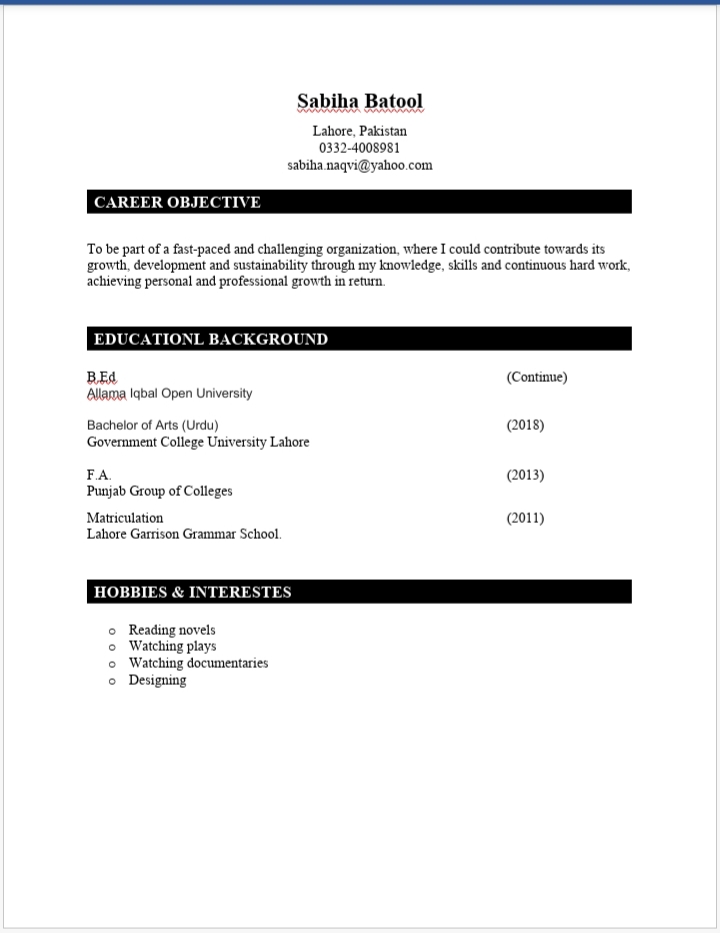 Sabiha Batool
Lahore, Pakistan
0332-4008981
sabiha.naqvi@yahoo.com
CAREER OBJECTIVE
To be part of a fast-paced and challenging organization, where I could contribute towards its
growth, development and sustainability through my knowledge, skills and continuous hard work,
achieving personal and professional growth in return.
EDUCATIONL BACKGROUND
B.Ed (Continue)
Allama Iqbal Open University
Bachelor of Arts (Urdu) (2018)
Government College University Lahore
F.A. (2013)
Punjab Group of Colleges
Matriculation (2011)
Lahore Garrison Grammar School.
HOBBIES & INTERESTES
o Reading novels
o Watching plays
o Watching documentaries
o Designing